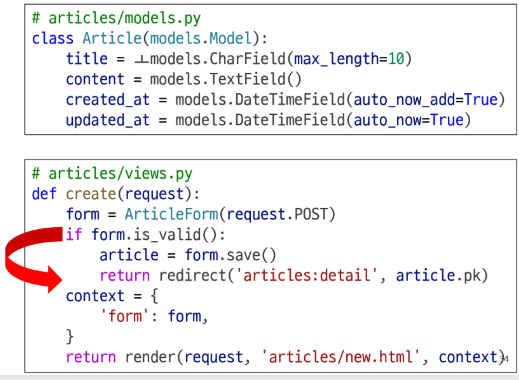 # articles/models.py
class Article(models.Model):
    title = ㅗmodels.CharField(max_length=10)
    content = models.TextField()
    created_at = models.DateTimeField(auto_now_add=True)
    updated_at = models.DateTimeField(auto_now=True)
# articles/views.py
def create(request):
    form = ArticleForm(request.POST)
    if form.is_valid():
        article = form.save()
        return redirect('articles:detail', article.pk)
    context = {
        'form': form,
    }
    return render(request, 'articles/new.html', context)